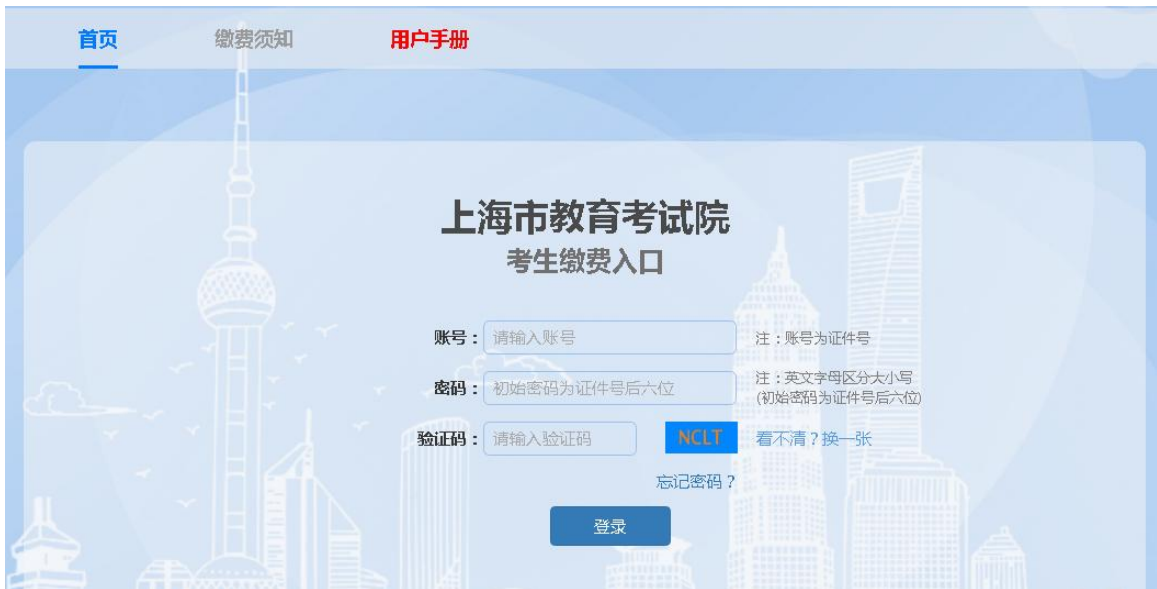 首页 缴费须知 用户手册
上海市教育考试院
考生缴费入口
账号： 请输入账号 注：账号为证件号
密码： 初始密码为证件号后六位 注：英文字母区分大小写
(初始密码为证件号后六位)
验证码： 请输入验证码 NCLT 看不清？换一张
忘记密码？
登录